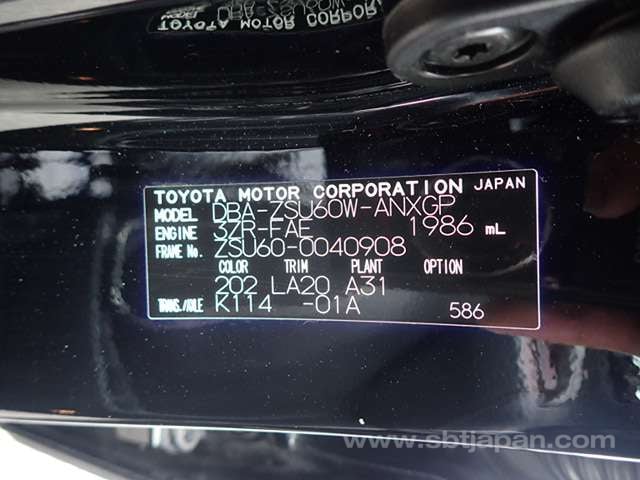 TOYOTA MOTOR CORPORATION JAPAN
MODEL DBA-ZSU60W-ANXGP
ENGINE 3ZR-FAE 1986 mL
FRAME No. ZSU60-0040908
COLOR TRIM PLANT OPTION
202 LA20 A31
TRANS./AXLE K114 -01A 586
www.sbtjapan.com